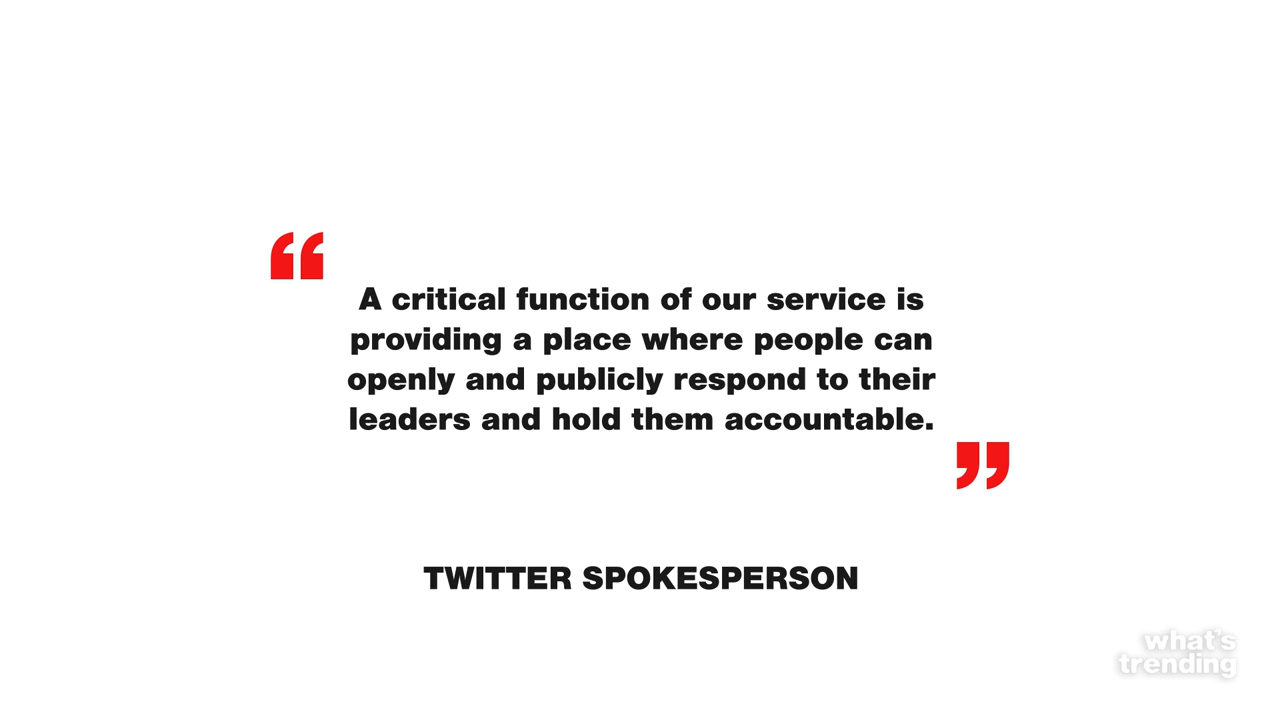 “
A critical function of our service is
providing a place where people can
openly and publicly respond to their
leaders and hold them accountable.
”
TWITTER SPOKESPERSON
what's
trending